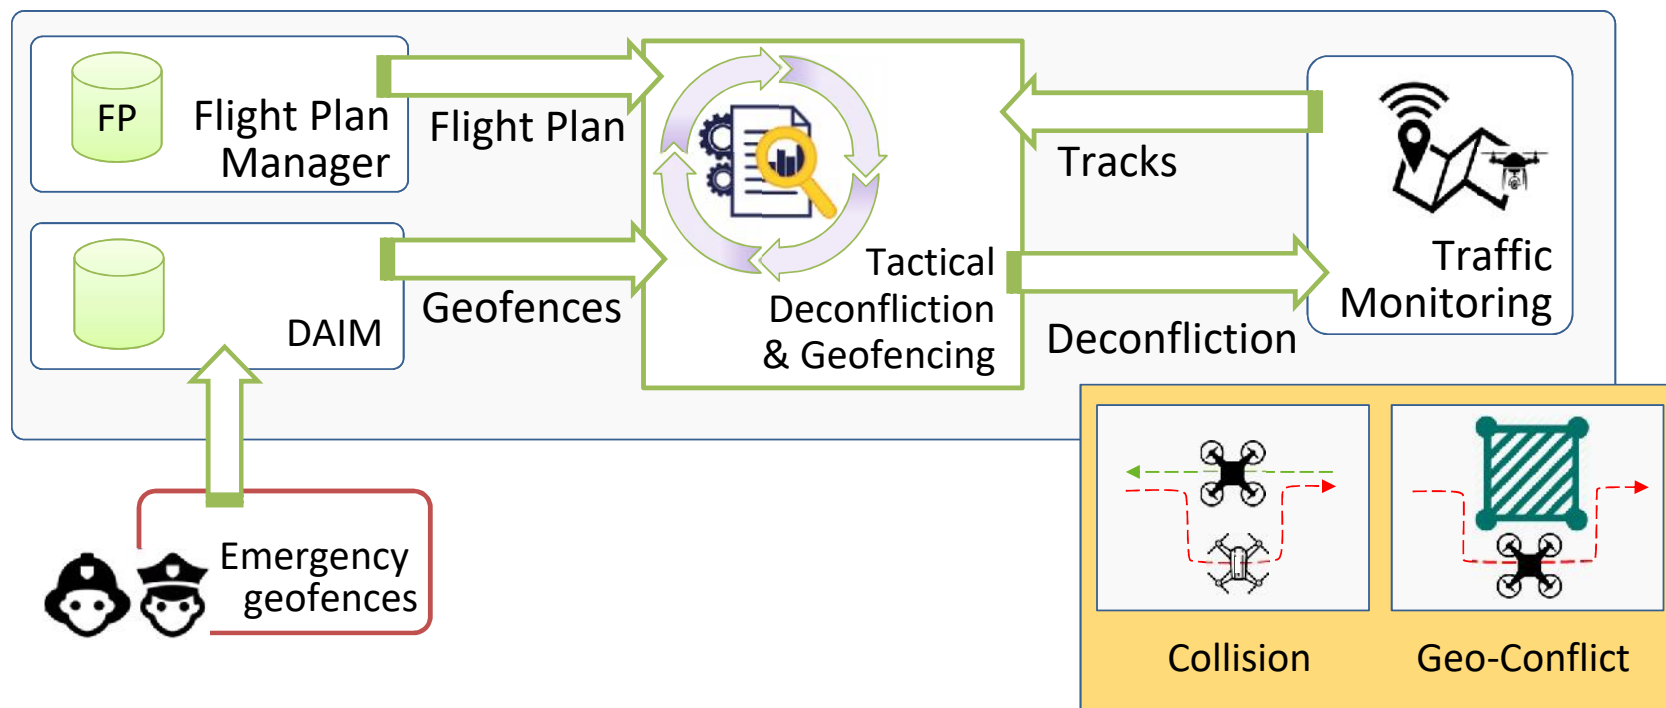 FP
Flight Plan
Manager
Flight Plan
Tracks
DAIM
Geofences
Tactical
Deconfliction
& Geofencing
Deconfliction
Traffic
Monitoring
Emergency
geofences
Collision
Geo-Conflict